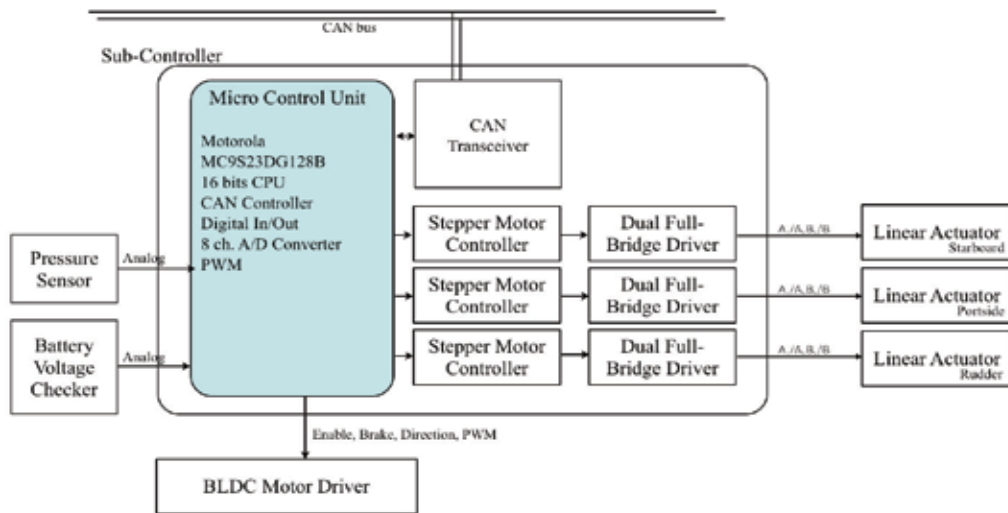 CAN bus
Sub-Controller
Micro Control Unit
Motorola
MC9S23DG128B
16 bits CPU
CAN Controller
Digital In/Out
8 ch. A/D Converter
PWM
CAN
Transceiver
Pressure
Sensor
Analog
Battery
Voltage
Checker
Analog
Stepper Motor
Controller
Dual Full-
Bridge Driver
A,/A,B,/B
Linear Actuator
Starboard
Stepper Motor
Controller
Dual Full-
Bridge Driver
A,/A,B,/B
Linear Actuator
Portside
Stepper Motor
Controller
Dual Full-
Bridge Driver
A,/A,B,/B
Linear Actuator
Rudder
Enable, Brake, Direction, PWM
BLDC Motor Driver